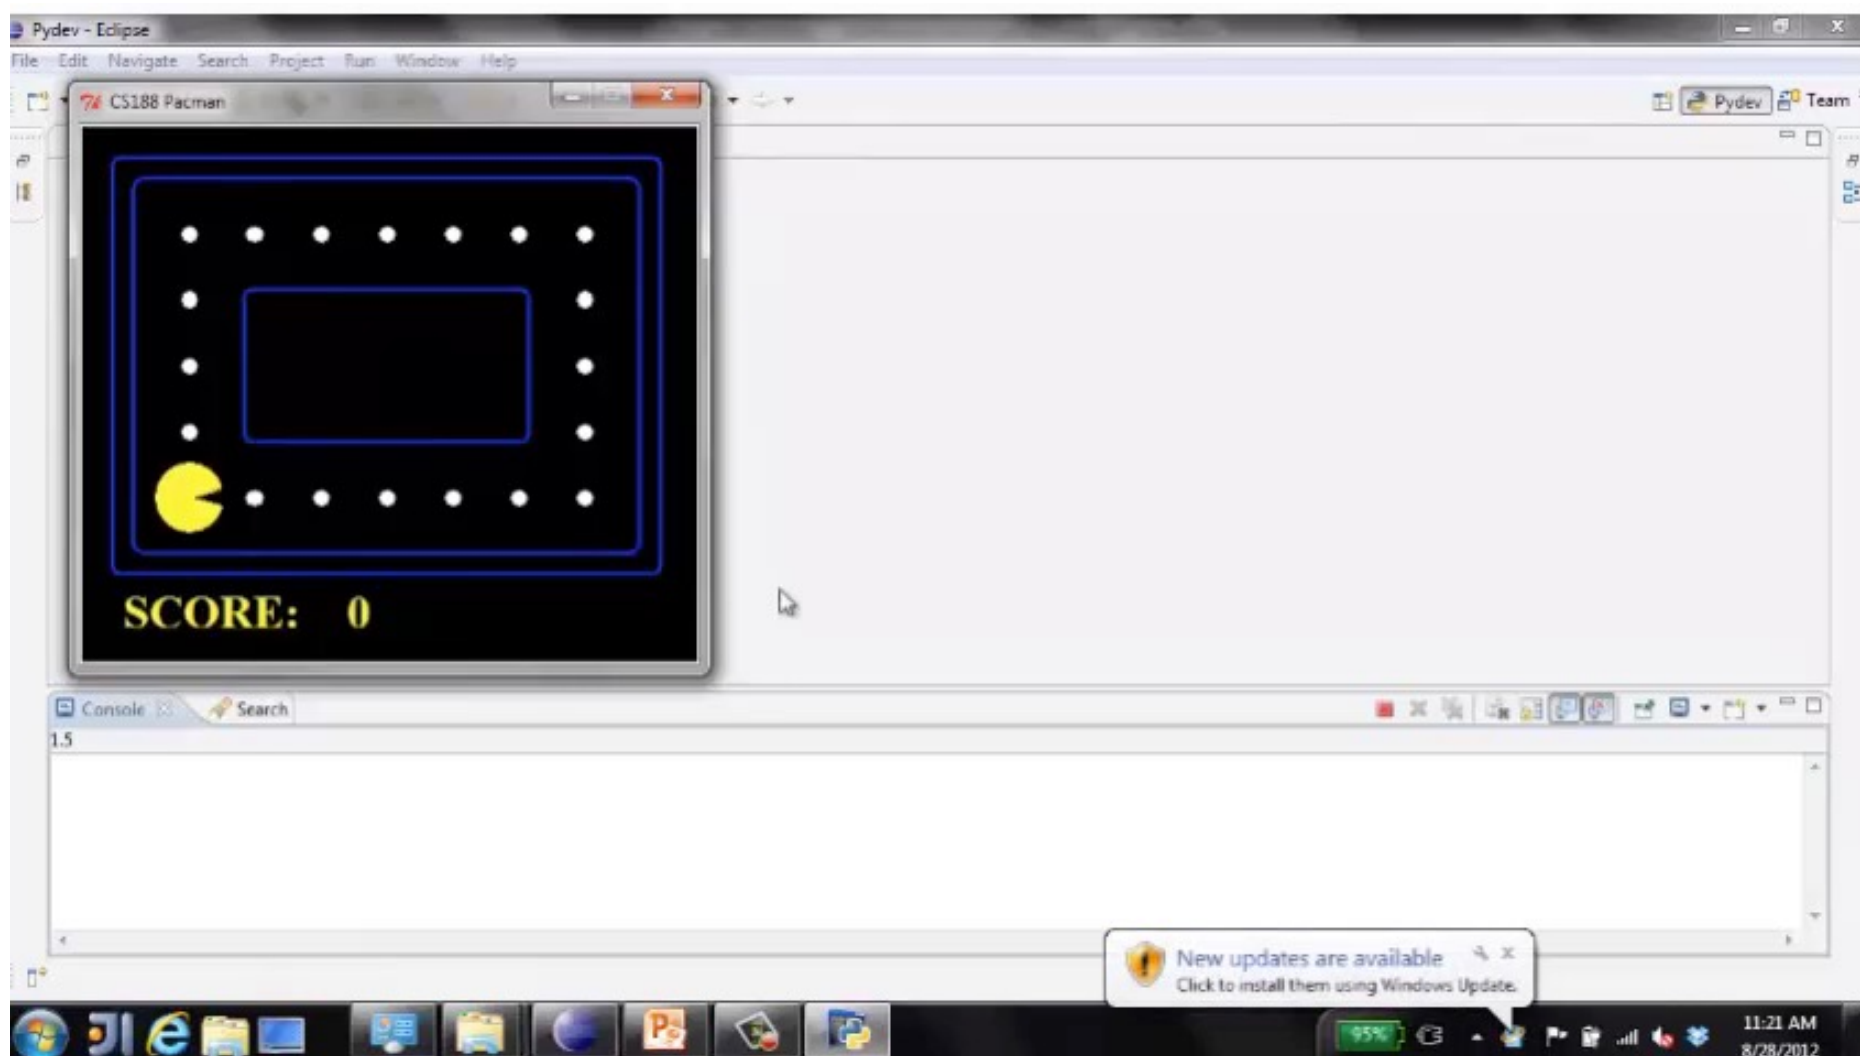 Pydev - Eclipse
File Edit Navigate Search Project Run Window Help
CS188 Pacman
Pydev Team
SCORE: 0
Console Search
1.5
New updates are available
Click to install them using Windows Update.
95%
11:21 AM
8/28/2012